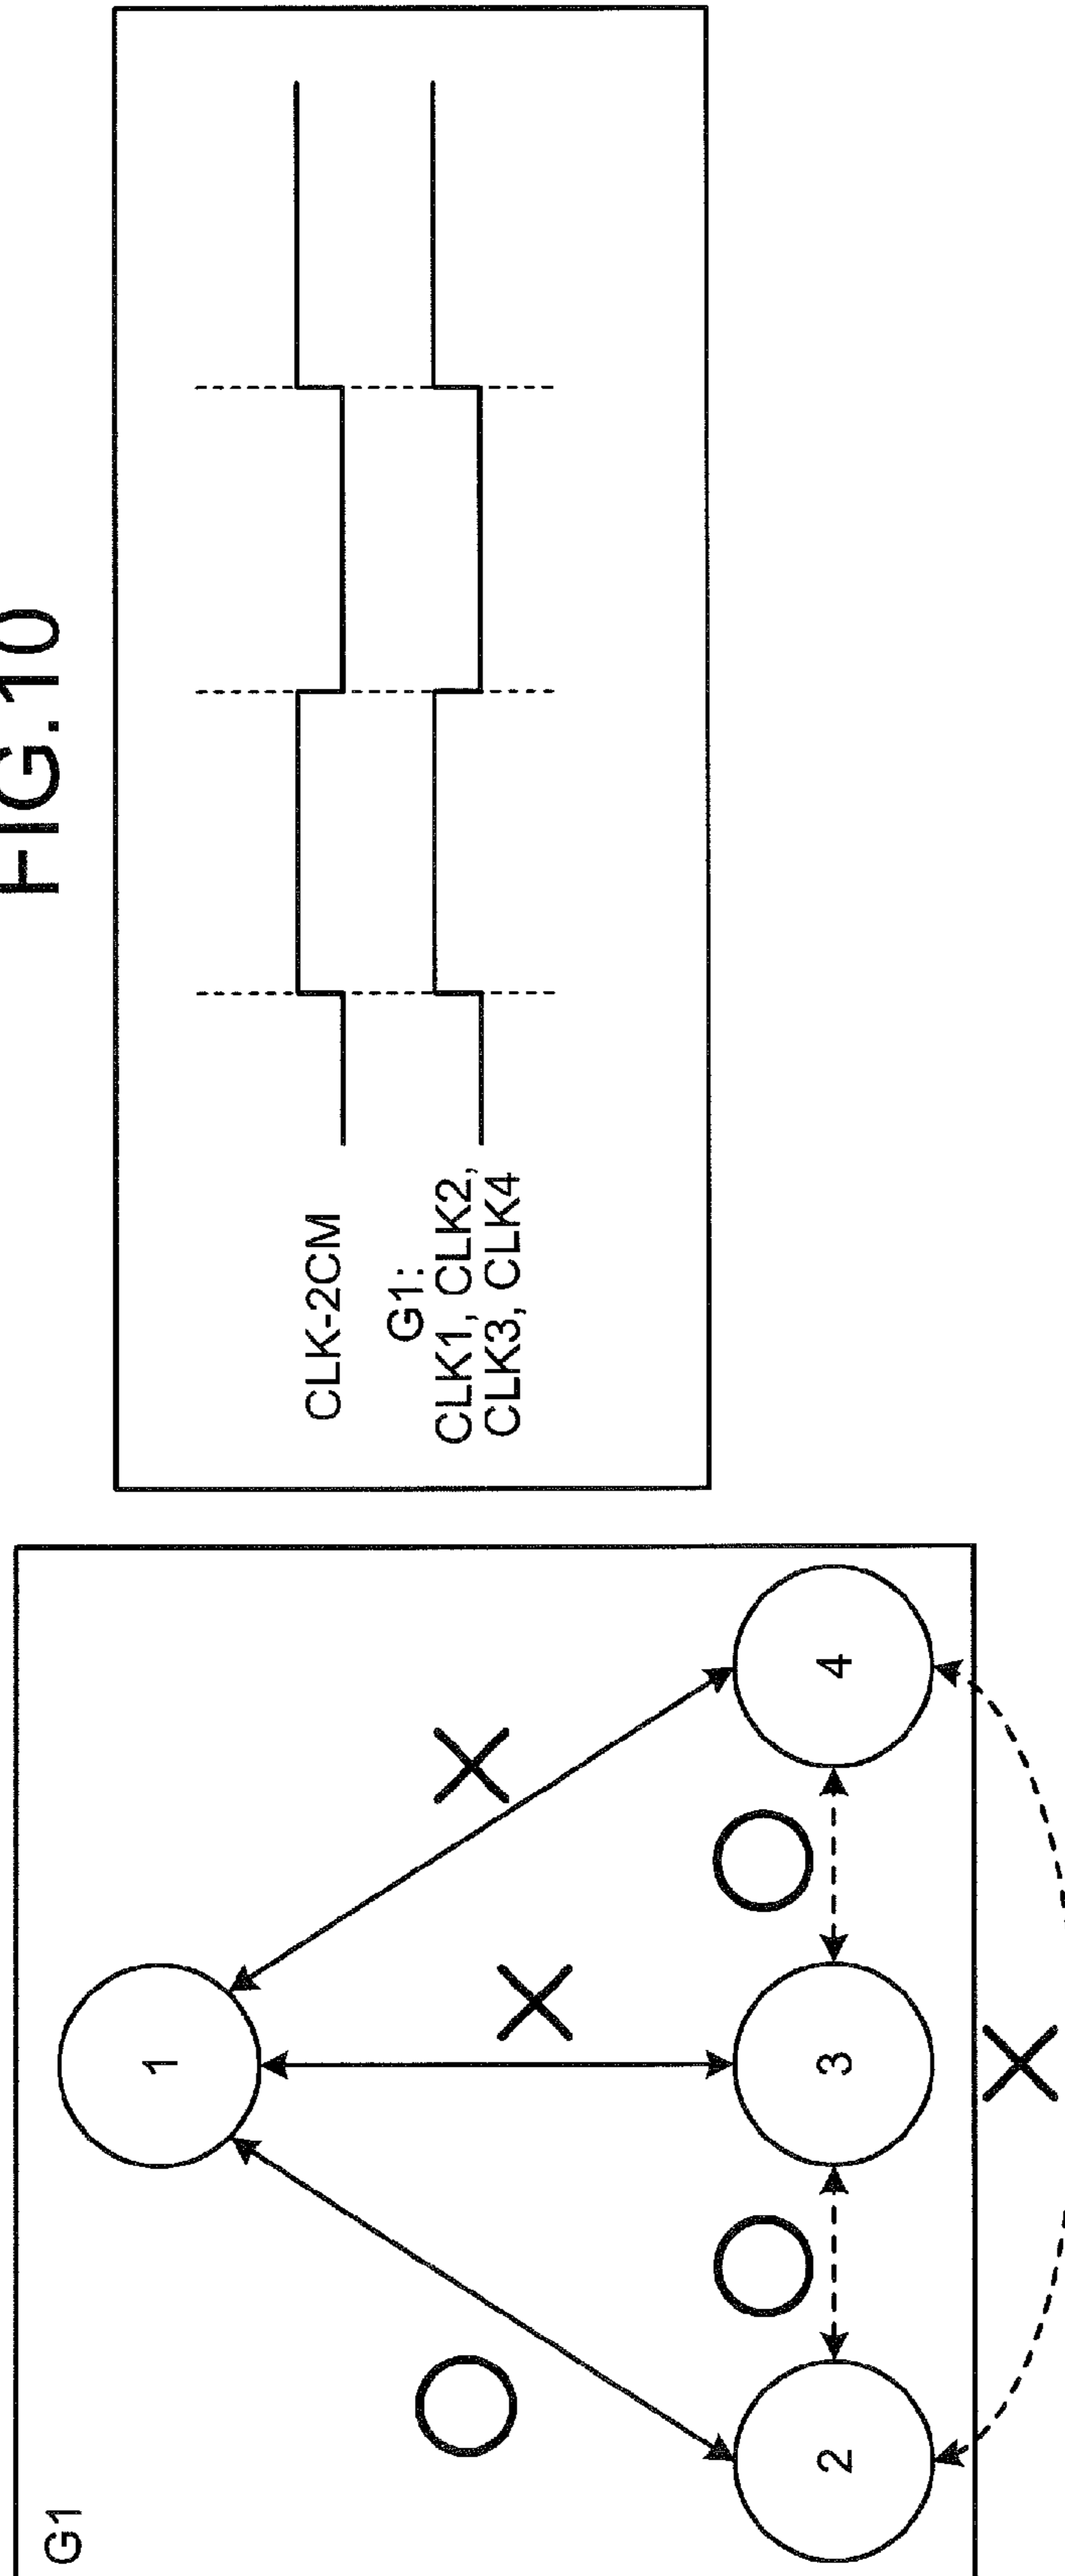 FIG.10
G1
1
2
3
4
CLK-2CM
G1:
CLK1, CLK2,
CLK3, CLK4